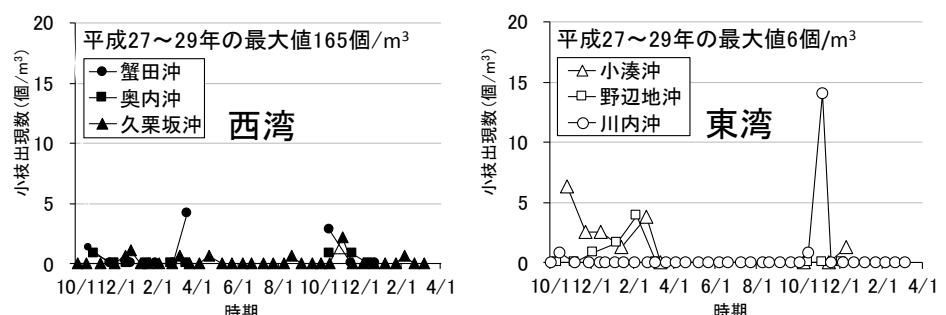 平成27～29年の最大値165個/m³
蟹田沖
奥内沖
久栗坂沖
西湾
小枝出現数(個/m³)
20
15
10
5
0
10/1 12/1 2/1 4/1 6/1 8/1 10/1 12/1 2/1 4/1
時期
平成27～29年の最大値6個/m³
小湊沖
野辺地沖
川内沖
東湾
小枝出現数(個/m³)
20
15
10
5
0
10/1 12/1 2/1 4/1 6/1 8/1 10/1 12/1 2/1 4/1
時期